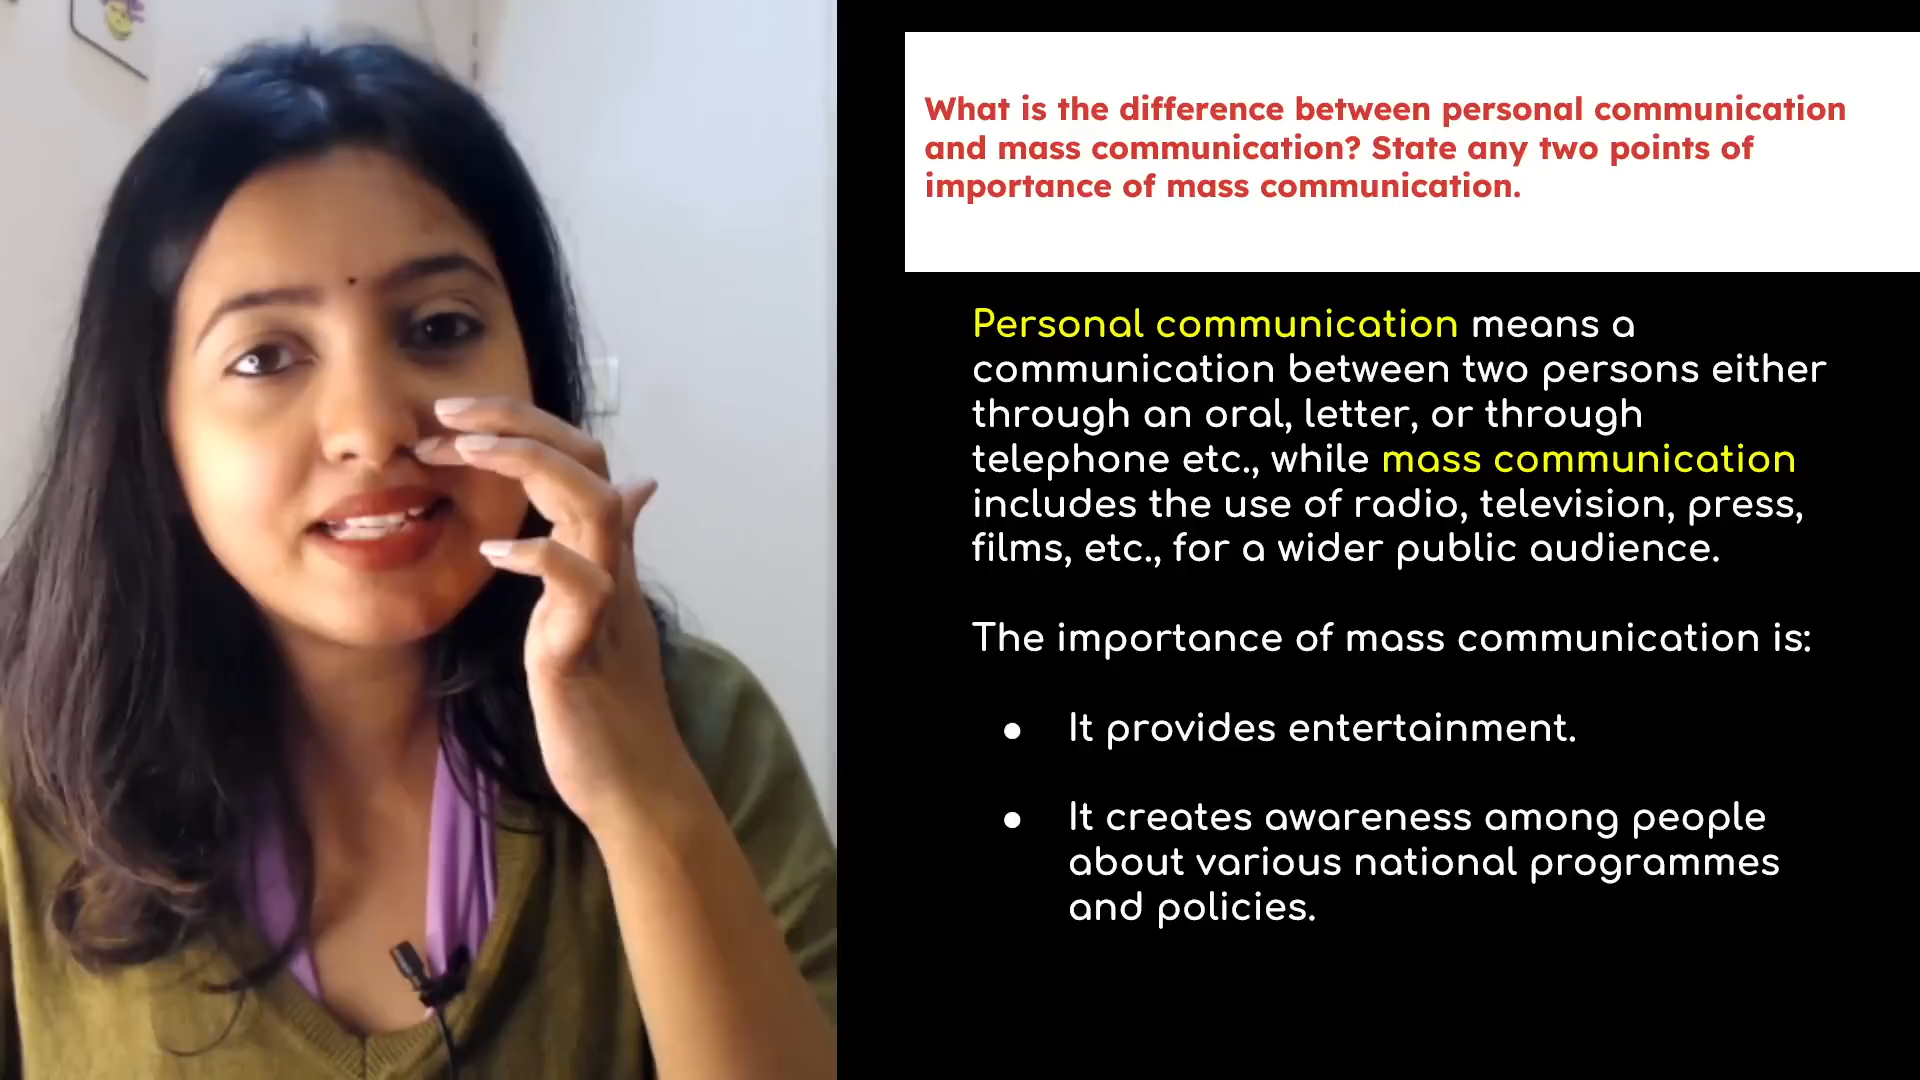 What is the difference between personal communication
and mass communication? State any two points of
importance of mass communication.
Personal communication means a
communication between two persons either
through an oral, letter, or through
telephone etc., while mass communication
includes the use of radio, television, press,
films, etc., for a wider public audience.
The importance of mass communication is:
● It provides entertainment.
● It creates awareness among people
about various national programmes
and policies.